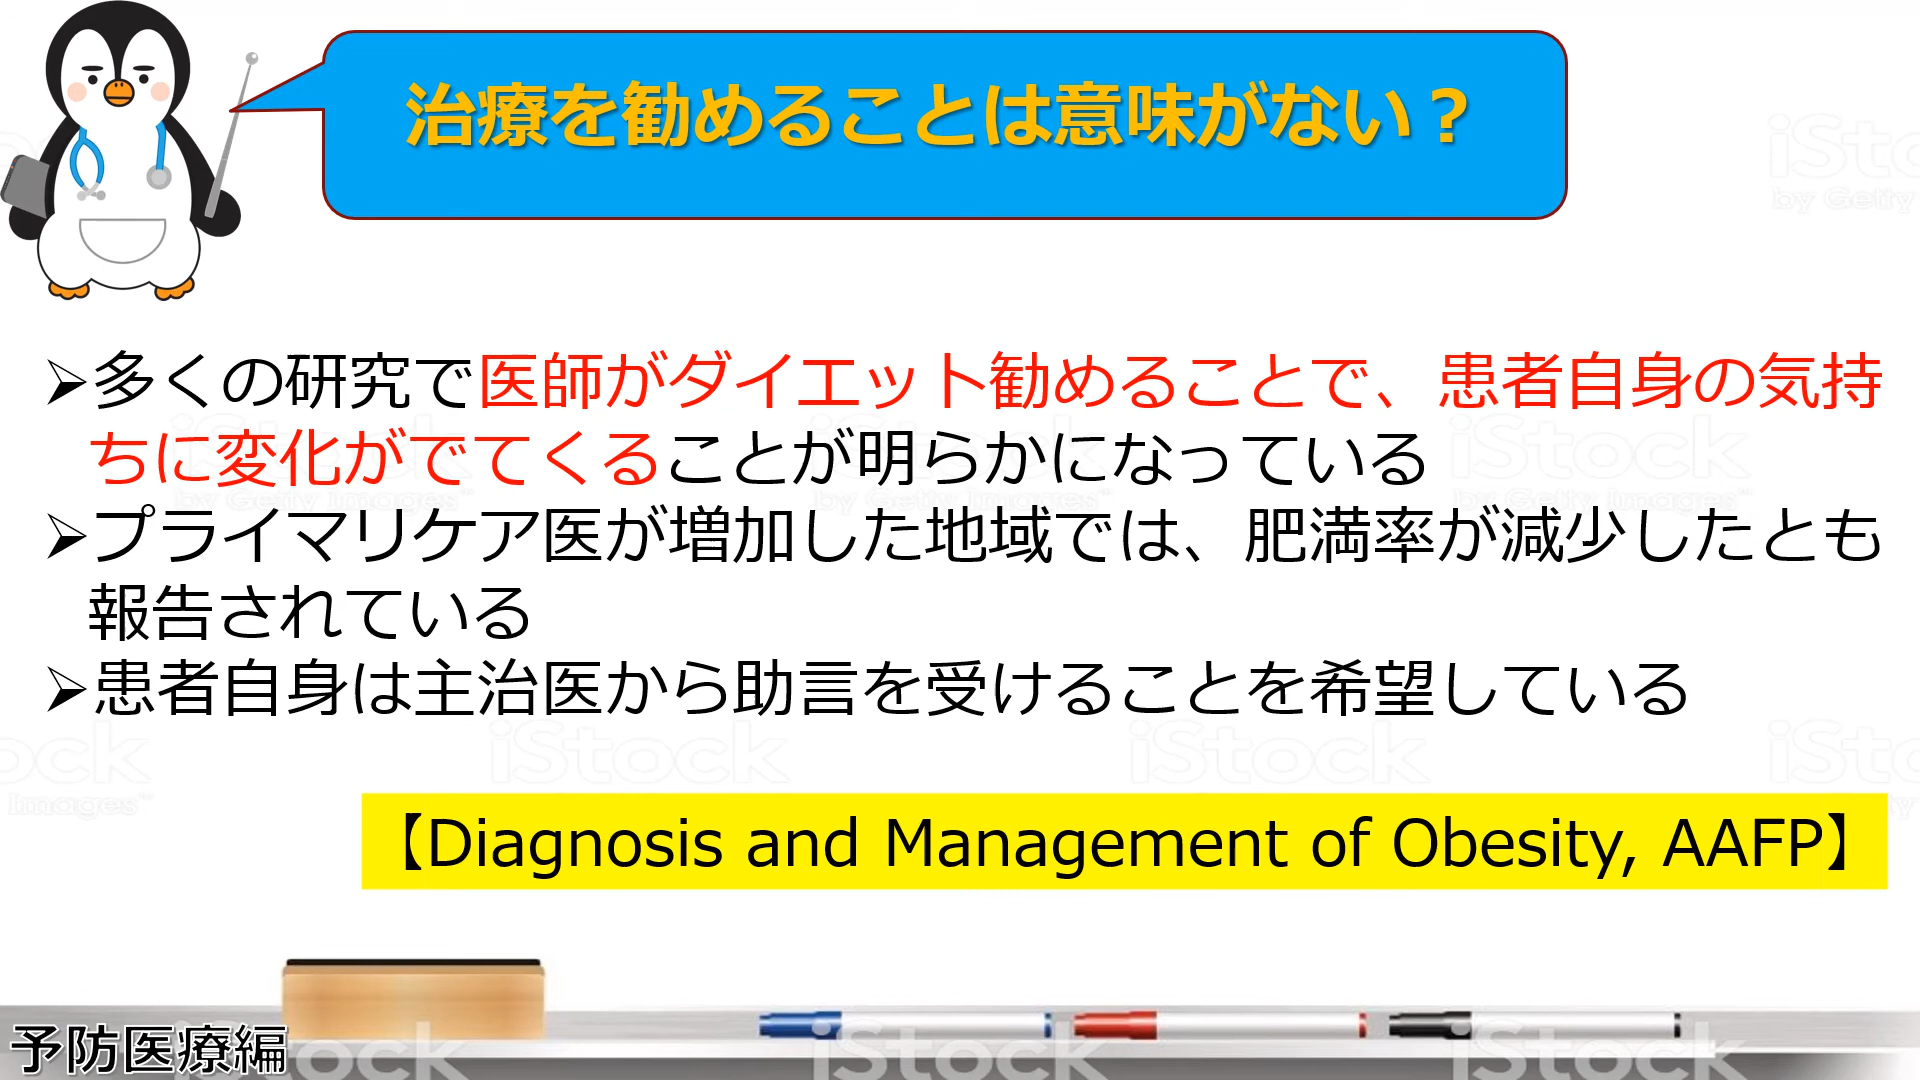 治療を勧めることは意味がない？
➢多くの研究で医師がダイエット勧めることで、患者自身の気持
ちに変化がでてくることが明らかになっている
➢プライマリケア医が増加した地域では、肥満率が減少したとも
報告されている
➢患者自身は主治医から助言を受けることを希望している
【Diagnosis and Management of Obesity, AAFP】
予防医療編
iStock
by Getty Images™